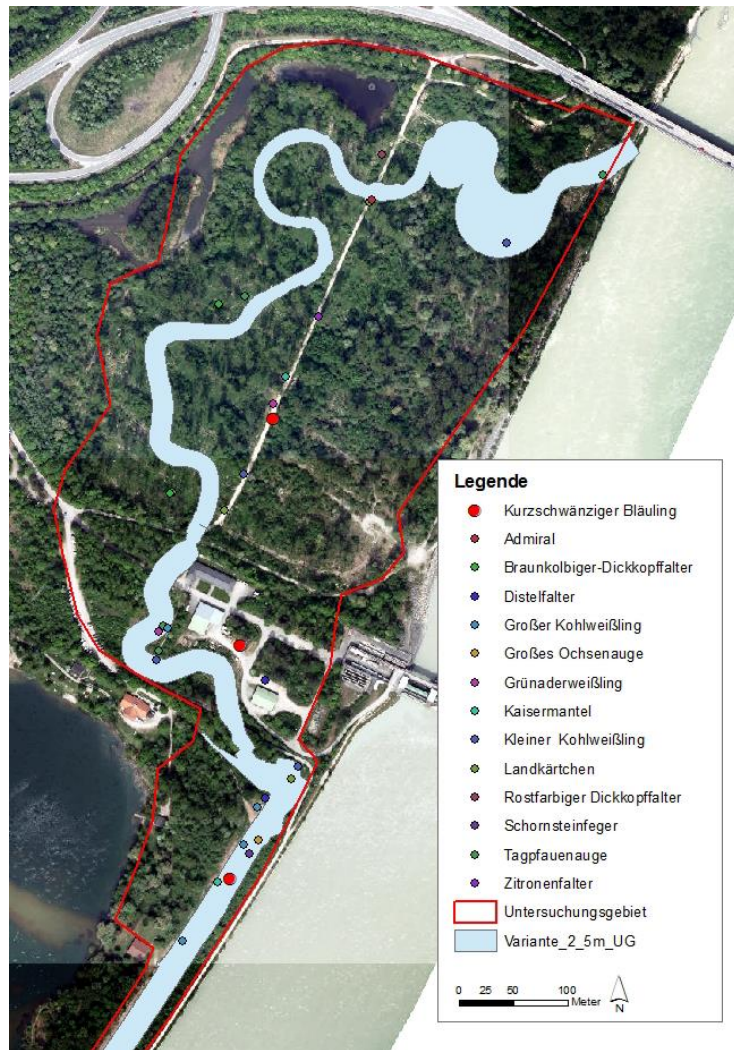 Legende
Kurzschwänziger Bläuling
Admiral
Braunkolbiger-Dickkopffalter
Distelfalter
Großer Kohlweißling
Großes Ochsenauge
Grünaderweißling
Kaisermantel
Kleiner Kohlweißling
Landkärtchen
Rostfarbiger Dickkopffalter
Schornsteinfeger
Tagpfauenauge
Zitronenfalter
Untersuchungsgebiet
Variante_2_5m_UG
0 25 50 100
Meter
N